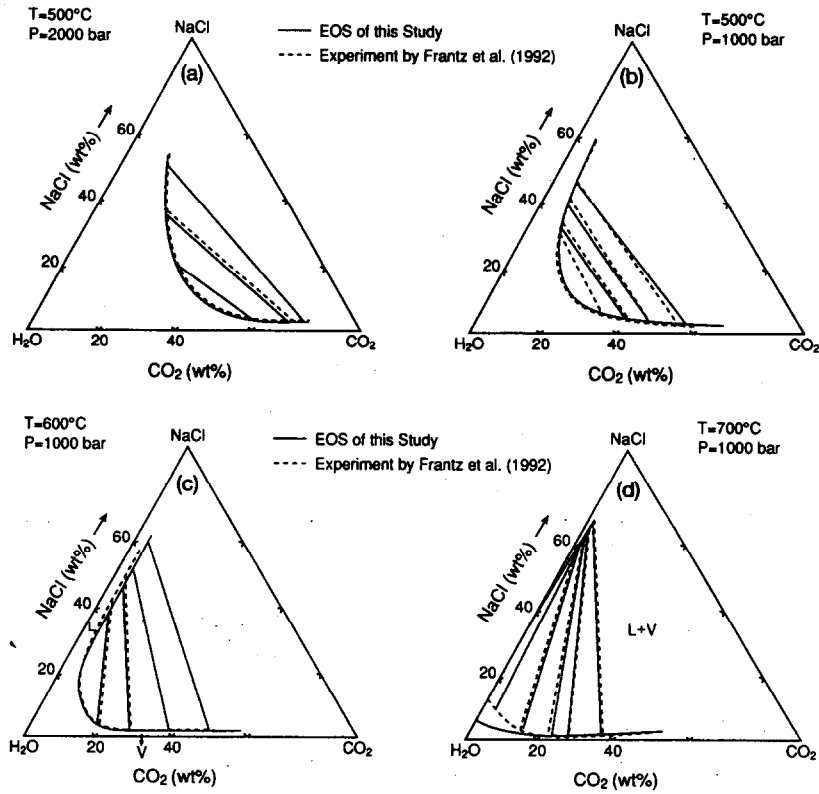 T=500°C
P=2000 bar
NaCl
(a)
EOS of this Study
Experiment by Frantz et al. (1992)
NaCl (wt%)
60
40
20
H₂O
20
40
CO₂
CO₂ (wt%)
T=500°C
P=1000 bar
NaCl
(b)
NaCl (wt%)
60
40
20
H₂O
20
40
CO₂
CO₂ (wt%)
T=600°C
P=1000 bar
NaCl
(c)
EOS of this Study
Experiment by Frantz et al. (1992)
NaCl (wt%)
60
40
L
20
H₂O
20
V
40
CO₂
CO₂ (wt%)
T=700°C
P=1000 bar
NaCl
(d)
NaCl (wt%)
60
40
L+V
20
H₂O
20
40
CO₂
CO₂ (wt%)